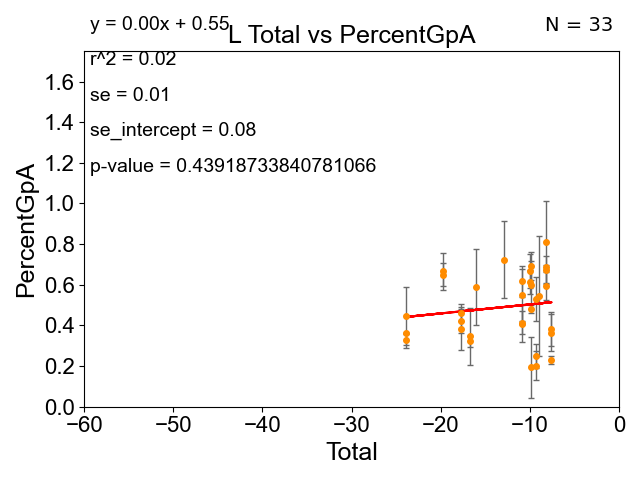 y = 0.00x + 0.55
N = 33
L Total vs PercentGpA
r^2 = 0.02
se = 0.01
se_intercept = 0.08
p-value = 0.43918733840781066
PercentGpA
1.6
1.4
1.2
1.0
0.8
0.6
0.4
0.2
0.0
−60 −50 −40 −30 −20 −10 0
Total